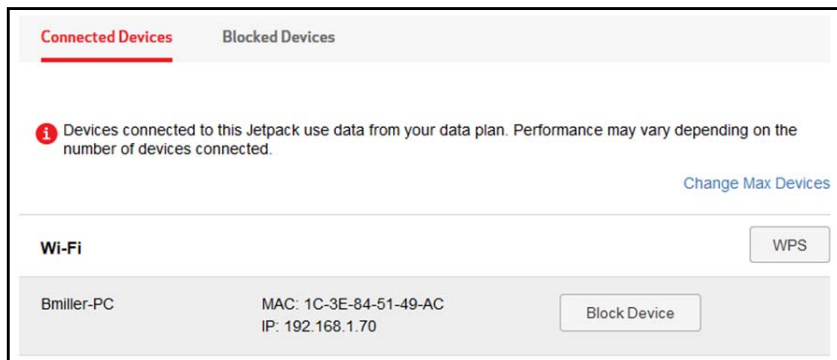 Connected Devices
Blocked Devices
Devices connected to this Jetpack use data from your data plan. Performance may vary depending on the
number of devices connected.
Change Max Devices
Wi-Fi
WPS
Bmiller-PC
MAC: 1C-3E-84-51-49-AC
IP: 192.168.1.70
Block Device